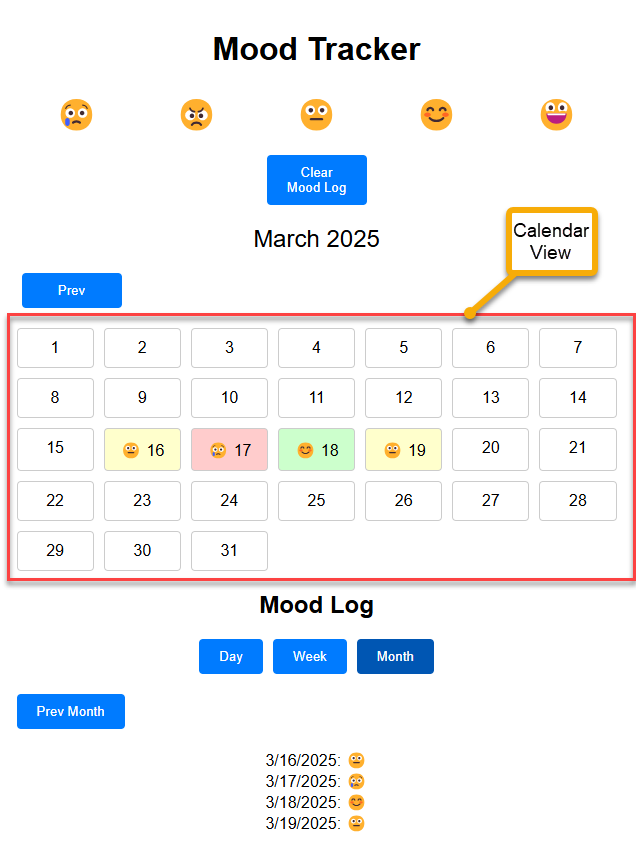 Mood Tracker
😢 😠 😐 😊 😃
Clear
Mood Log
March 2025
Calendar
View
Prev
1 2 3 4 5 6 7
8 9 10 11 12 13 14
15 😐 16 😢 17 😊 18 😐 19 20 21
22 23 24 25 26 27 28
29 30 31
Mood Log
Day Week Month
Prev Month
3/16/2025: 😐
3/17/2025: 😢
3/18/2025: 😊
3/19/2025: 😐